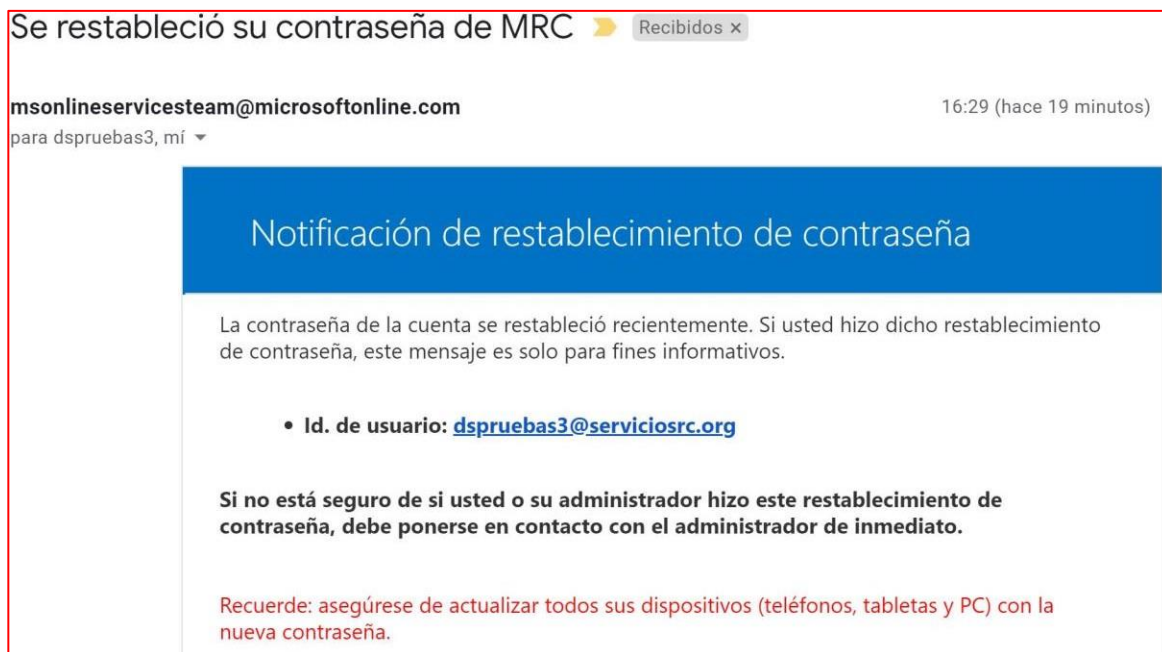 Se restableció su contraseña de MRC Recibidos x
msonlineservicesteam@microsoftonline.com 16:29 (hace 19 minutos)
para dspruebas3, mí
Notificación de restablecimiento de contraseña
La contraseña de la cuenta se restableció recientemente. Si usted hizo dicho restablecimiento
de contraseña, este mensaje es solo para fines informativos.
• Id. de usuario: dspruebas3@serviciosrc.org
Si no está seguro de si usted o su administrador hizo este restablecimiento de
contraseña, debe ponerse en contacto con el administrador de inmediato.
Recuerde: asegúrese de actualizar todos sus dispositivos (teléfonos, tabletas y PC) con la
nueva contraseña.